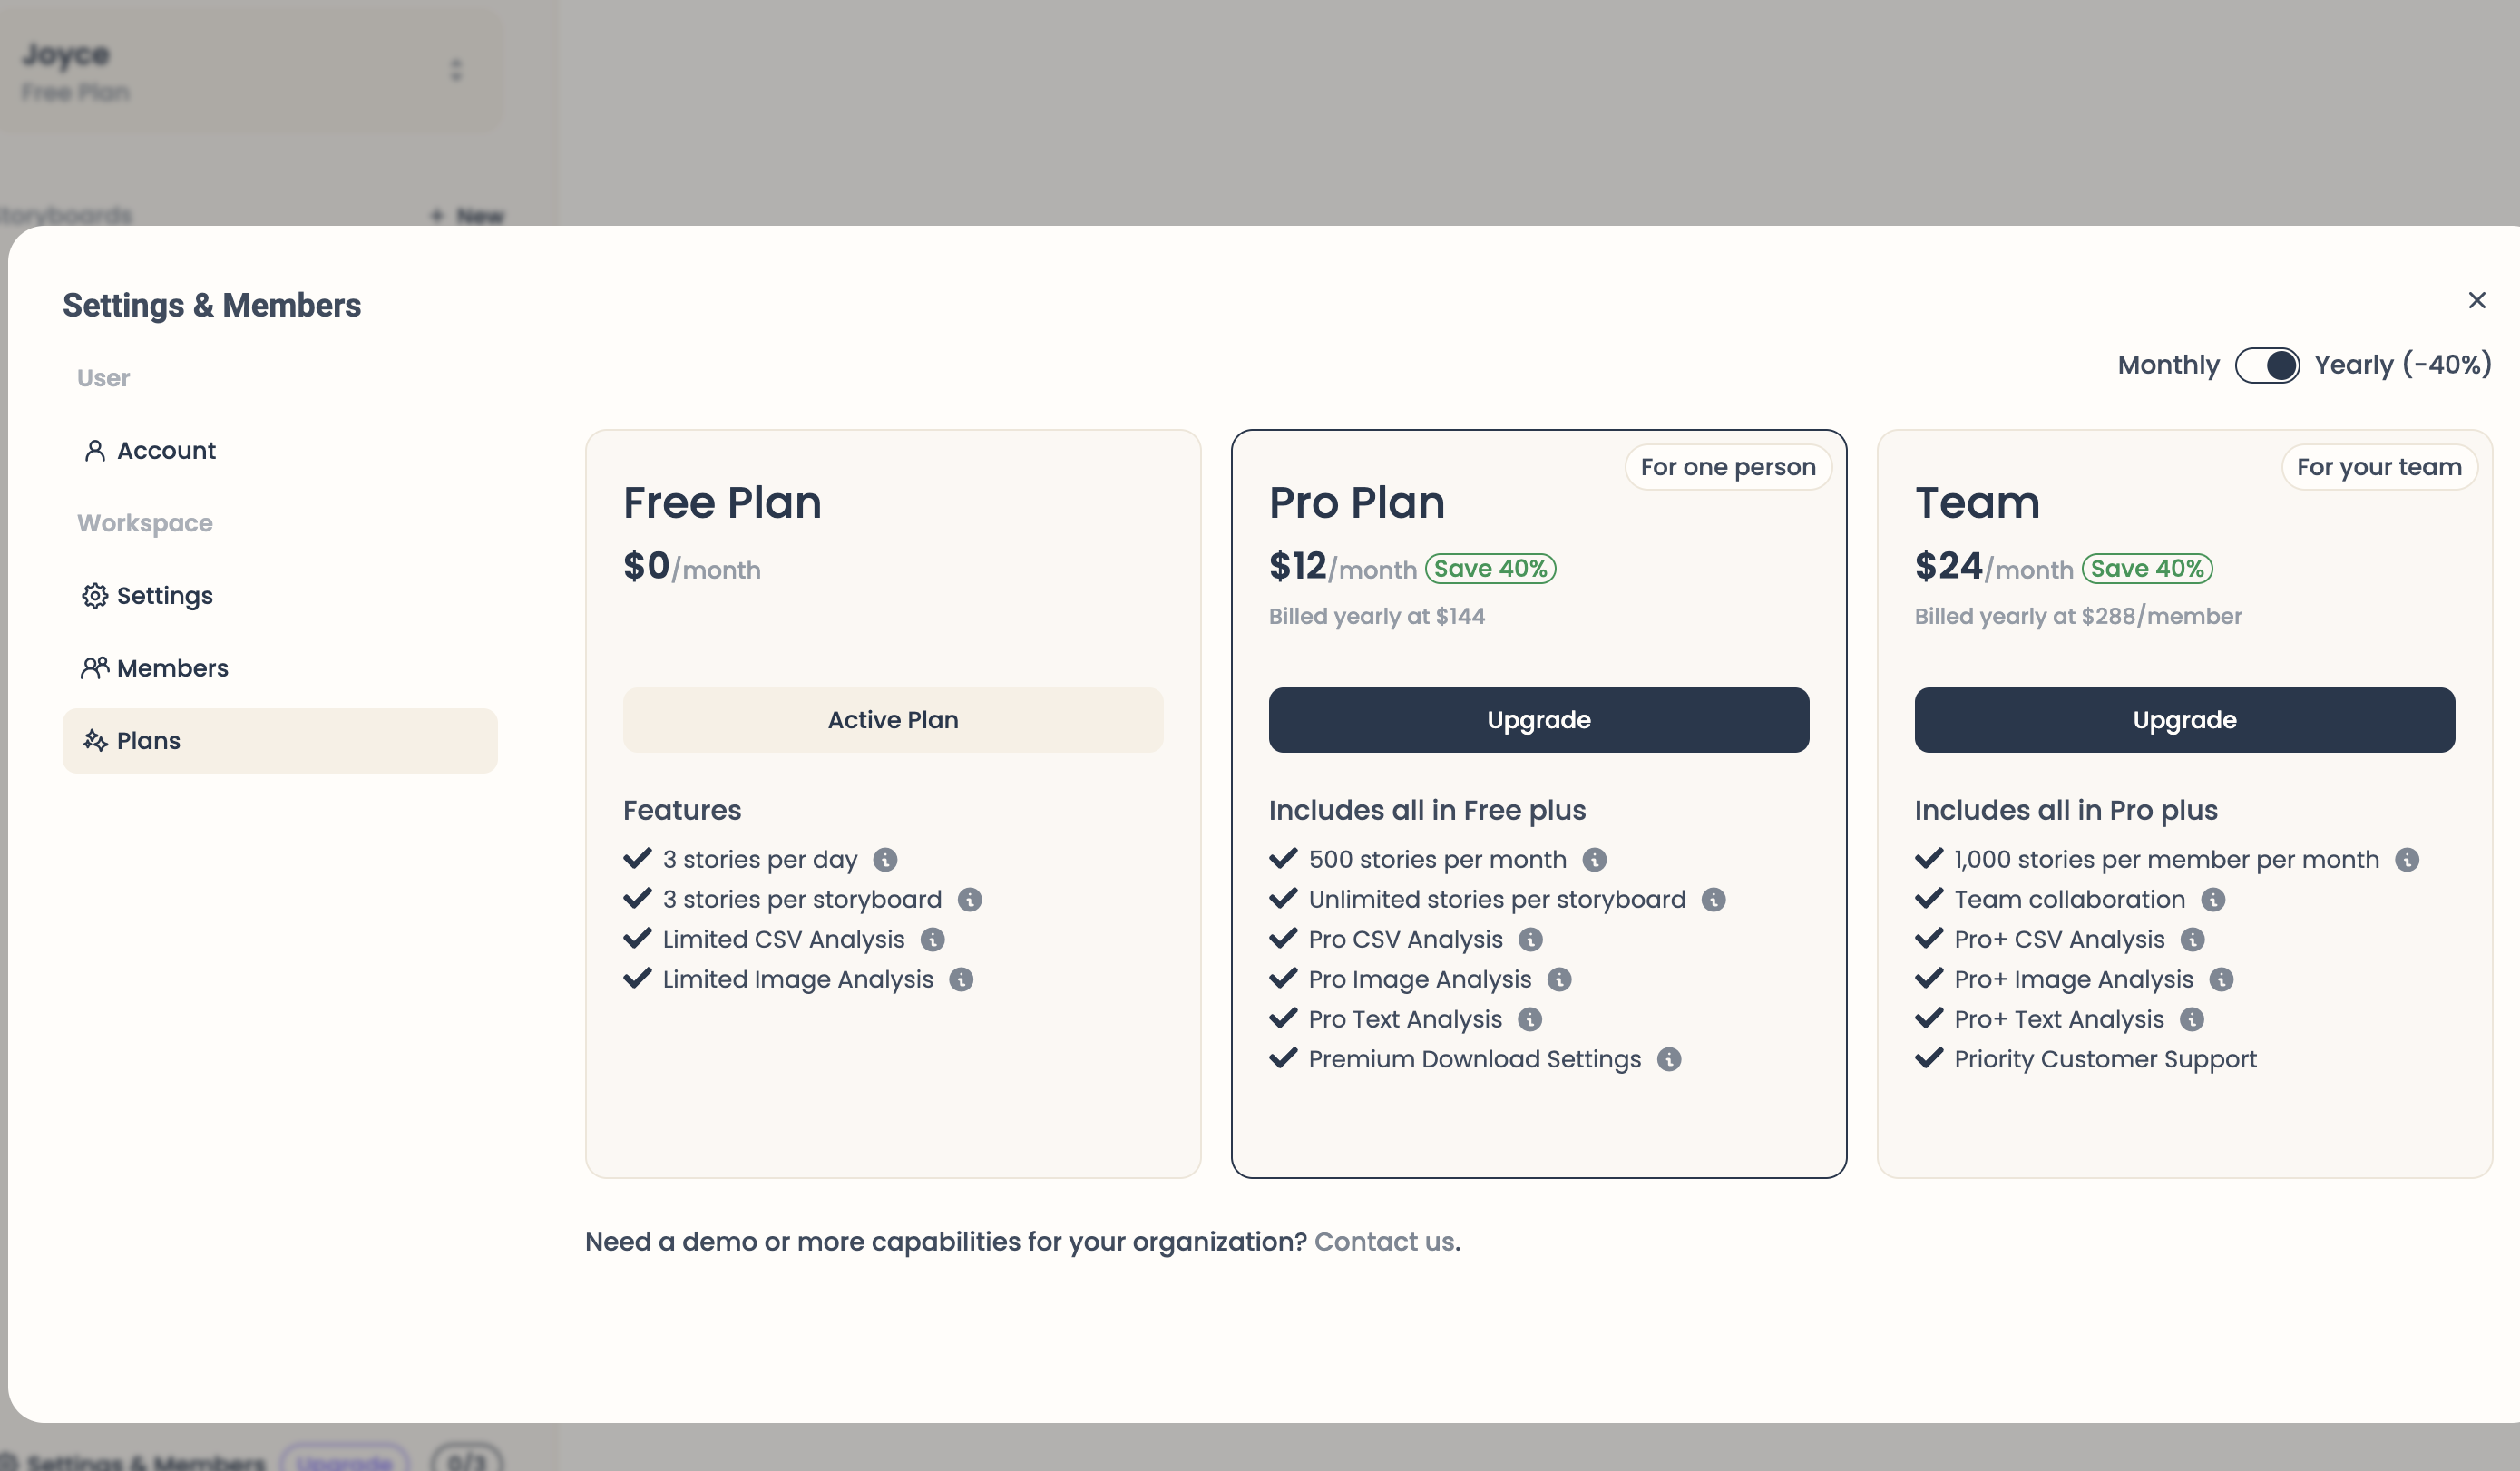 Joyce
Free Plan
Storyboards
+ New
Settings & Members
Monthly
Yearly (-40%)
User
Account
Workspace
Settings
Members
Plans
Free Plan
$0/month
Active Plan
Features
3 stories per day
3 stories per storyboard
Limited CSV Analysis
Limited Image Analysis
For one person
Pro Plan
$12/month Save 40%
Billed yearly at $144
Upgrade
Includes all in Free plus
500 stories per month
Unlimited stories per storyboard
Pro CSV Analysis
Pro Image Analysis
Pro Text Analysis
Premium Download Settings
For your team
Team
$24/month Save 40%
Billed yearly at $288/member
Upgrade
Includes all in Pro plus
1,000 stories per member per month
Team collaboration
Pro+ CSV Analysis
Pro+ Image Analysis
Pro+ Text Analysis
Priority Customer Support
Need a demo or more capabilities for your organization? Contact us.
Settings & Members Upgrade 0/3